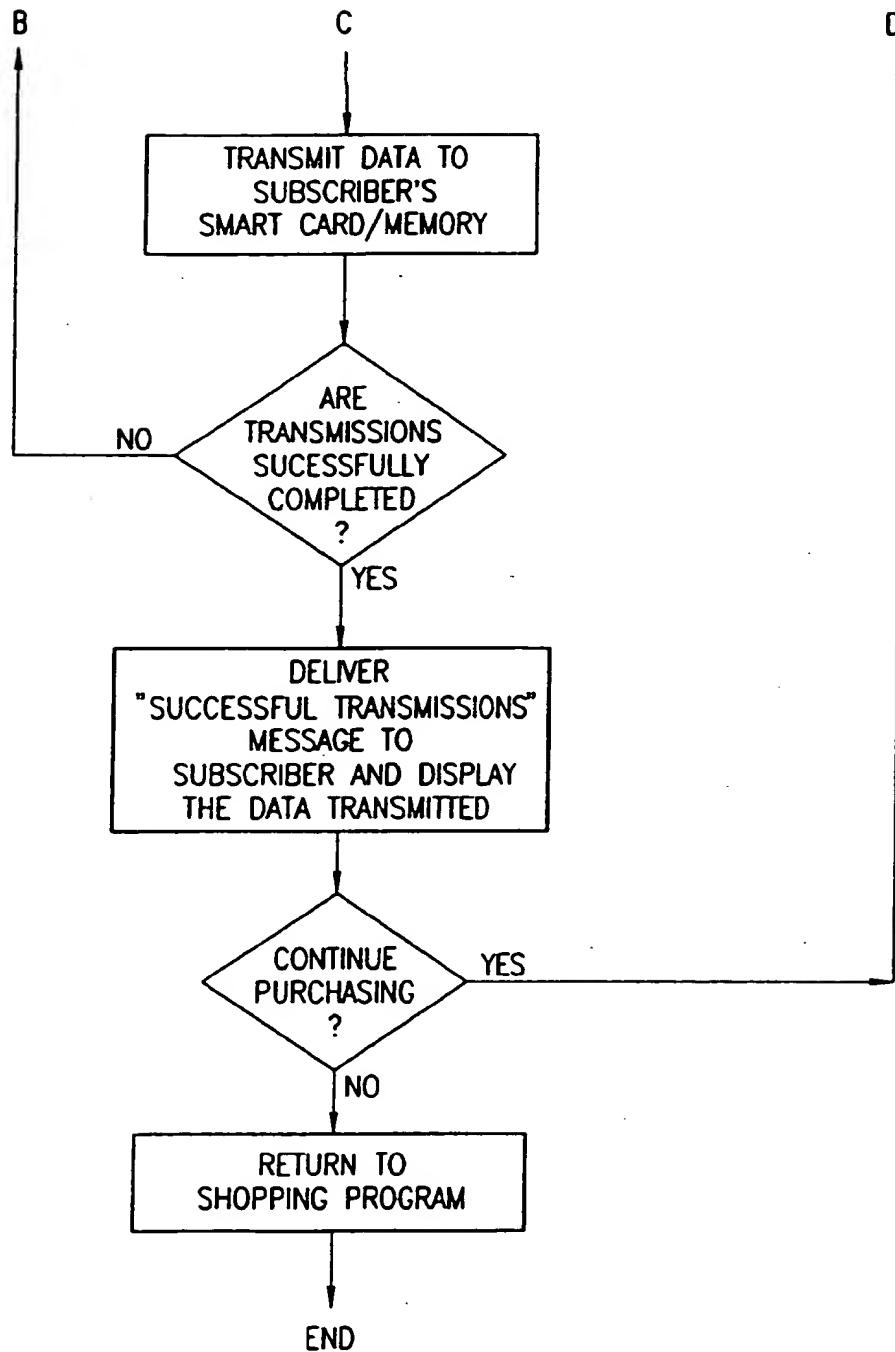 B
C
TRANSMIT DATA TO
SUBSCRIBER'S
SMART CARD/MEMORY
ARE
TRANSMISSIONS
SUCESSFULLY
COMPLETED
?
NO
YES
DELIVER
"SUCCESSFUL TRANSMISSIONS"
MESSAGE TO
SUBSCRIBER AND DISPLAY
THE DATA TRANSMITTED
CONTINUE
PURCHASING
?
YES
NO
RETURN TO
SHOPPING PROGRAM
END